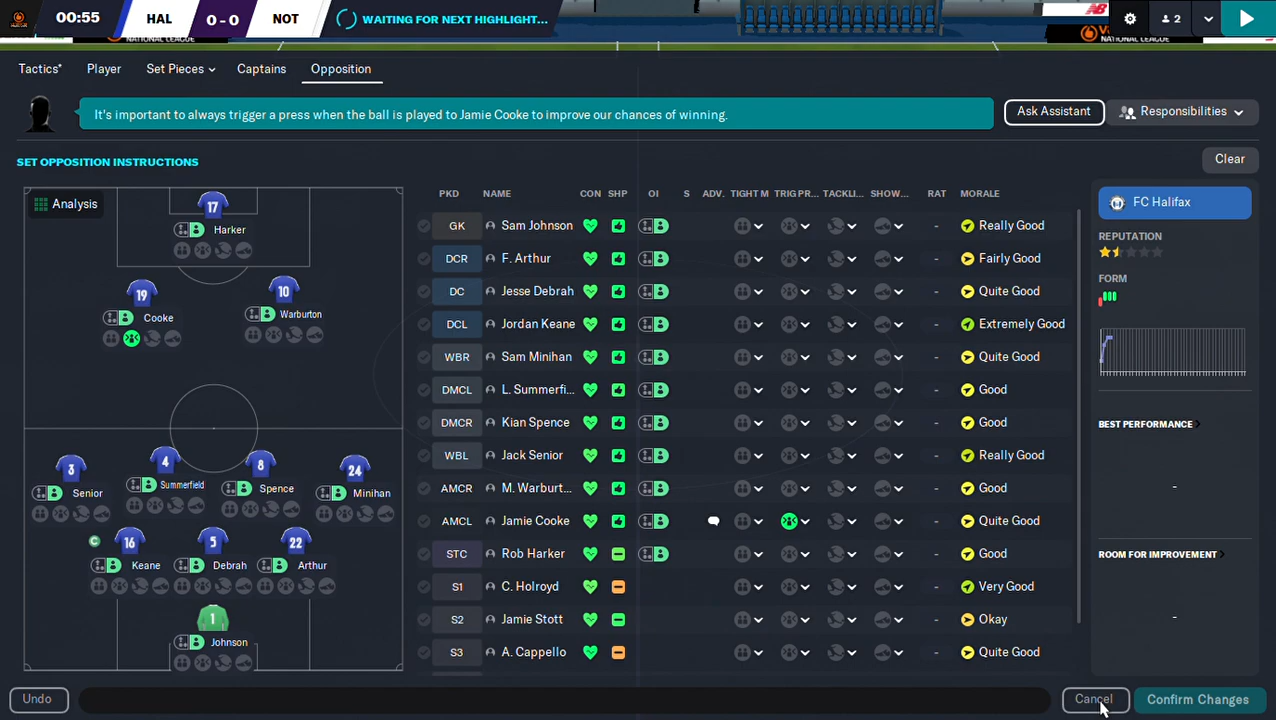 00:55 HAL 0 - 0 NOT WAITING FOR NEXT HIGHLIGHT... 2
NATIONAL LEAGUE
NATIONAL LEAGUE
Tactics* Player Set Pieces Captains Opposition
It's important to always trigger a press when the ball is played to Jamie Cooke to improve our chances of winning.
Ask Assistant Responsibilities
SET OPPOSITION INSTRUCTIONS
Clear
Analysis
17
Harker
19
Cooke
10
Warburton
3
Senior
4
Summerfield
8
Spence
24
Minihan
C 16
Keane
5
Debrah
22
Arthur
1
Johnson
PKD NAME CON SHP OI S ADV. TIGHT M TRIG PR... TACKLI... SHOW... RAT MORALE
GK Sam Johnson - Really Good
DCR F. Arthur - Fairly Good
DC Jesse Debrah - Quite Good
DCL Jordan Keane - Extremely Good
WBR Sam Minihan - Quite Good
DMCL L. Summerfi... - Good
DMCR Kian Spence - Good
WBL Jack Senior - Really Good
AMCR M. Warburt... - Good
AMCL Jamie Cooke - Quite Good
STC Rob Harker - Good
S1 C. Holroyd - Very Good
S2 Jamie Stott - Okay
S3 A. Cappello - Quite Good
FC Halifax
REPUTATION
FORM
BEST PERFORMANCE
-
ROOM FOR IMPROVEMENT
-
Undo Cancel Confirm Changes